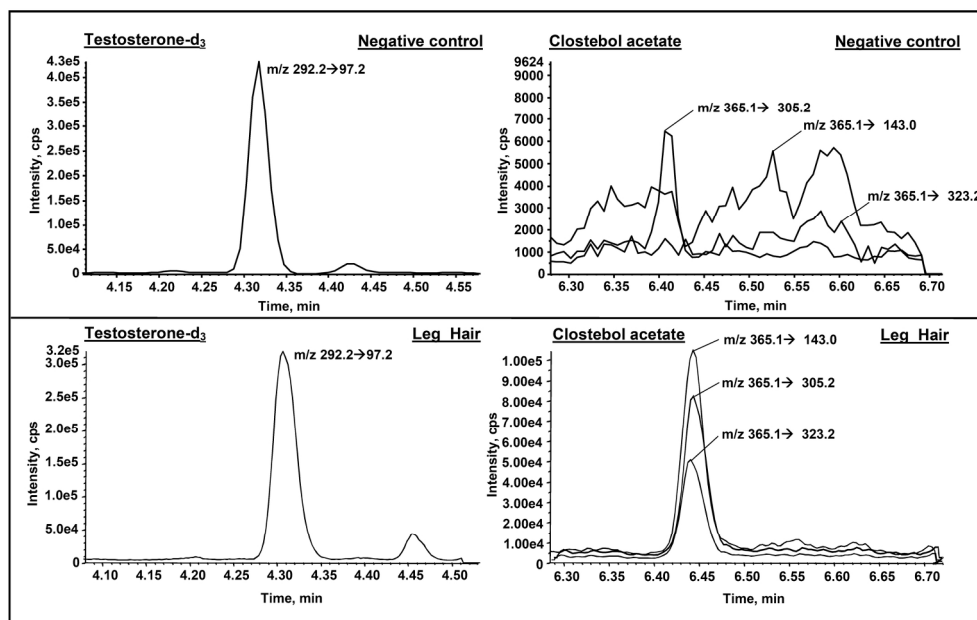 Testosterone-d3 Negative control
4.3e5
4.0e5
3.0e5
2.0e5
1.0e5
5.0e4
0
Intensity, cps
m/z 292.2→97.2
4.15 4.20 4.25 4.30 4.35 4.40 4.45 4.50 4.55
Time, min
Clostebol acetate Negative control
9624
9000
8000
7000
6000
5000
4000
3000
2000
1000
0
Intensity, cps
m/z 365.1→ 305.2
m/z 365.1→ 143.0
m/z 365.1→ 323.2
6.30 6.35 6.40 6.45 6.50 6.55 6.60 6.65 6.70
Time, min
Testosterone-d3 Leg Hair
3.2e5
3.0e5
2.5e5
2.0e5
1.5e5
1.0e5
5.0e4
0
Intensity, cps
m/z 292.2→97.2
4.10 4.15 4.20 4.25 4.30 4.35 4.40 4.45 4.50
Time, min
Clostebol acetate Leg Hair
1.00e5
9.00e4
8.00e4
7.00e4
6.00e4
5.00e4
4.00e4
3.00e4
2.00e4
1.00e4
0.00
Intensity, cps
m/z 365.1→ 143.0
m/z 365.1→ 305.2
m/z 365.1→ 323.2
6.30 6.35 6.40 6.45 6.50 6.55 6.60 6.65 6.70
Time, min